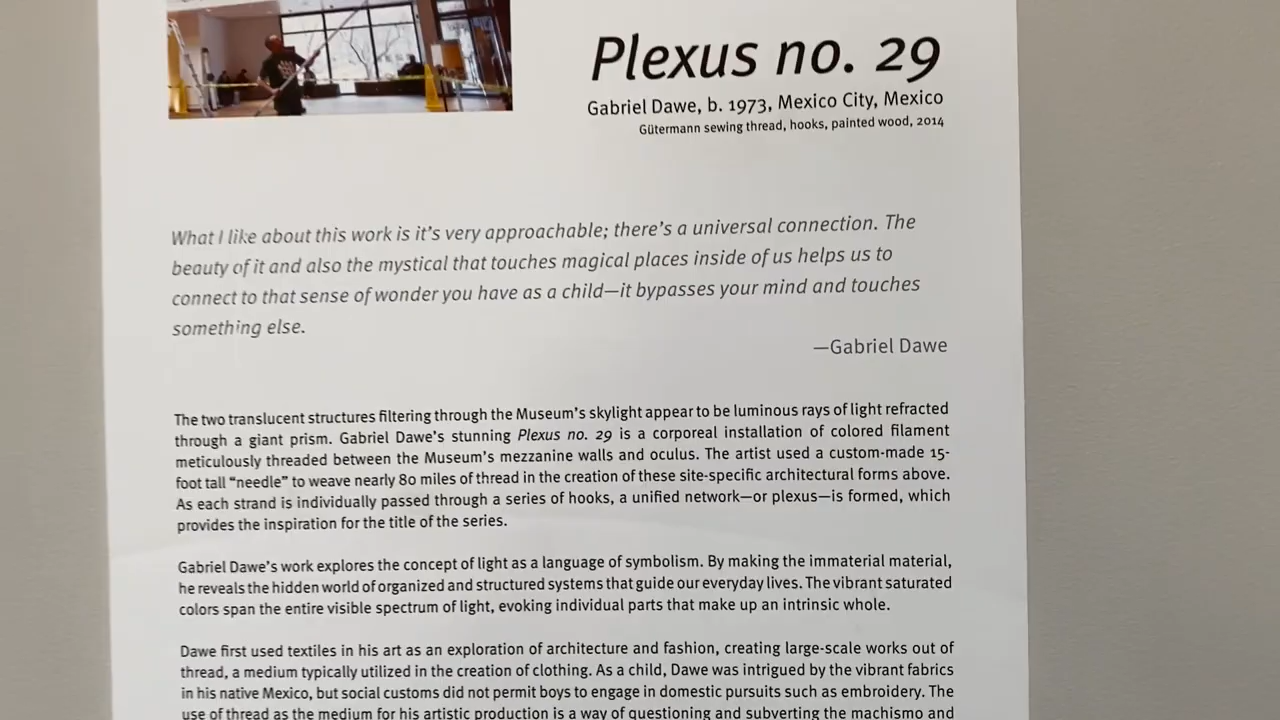 Plexus no. 29
Gabriel Dawe, b. 1973, Mexico City, Mexico
Gütermann sewing thread, hooks, painted wood, 2014
What I like about this work is it's very approachable; there's a universal connection. The
beauty of it and also the mystical that touches magical places inside of us helps us to
connect to that sense of wonder you have as a child—it bypasses your mind and touches
something else.
—Gabriel Dawe
The two translucent structures filtering through the Museum's skylight appear to be luminous rays of light refracted
through a giant prism. Gabriel Dawe's stunning Plexus no. 29 is a corporeal installation of colored filament
meticulously threaded between the Museum's mezzanine walls and oculus. The artist used a custom-made 15-
foot tall “needle” to weave nearly 80 miles of thread in the creation of these site-specific architectural forms above.
As each strand is individually passed through a series of hooks, a unified network—or plexus—is formed, which
provides the inspiration for the title of the series.
Gabriel Dawe's work explores the concept of light as a language of symbolism. By making the immaterial material,
he reveals the hidden world of organized and structured systems that guide our everyday lives. The vibrant saturated
colors span the entire visible spectrum of light, evoking individual parts that make up an intrinsic whole.
Dawe first used textiles in his art as an exploration of architecture and fashion, creating large-scale works out of
thread, a medium typically utilized in the creation of clothing. As a child, Dawe was intrigued by the vibrant fabrics
in his native Mexico, but social customs did not permit boys to engage in domestic pursuits such as embroidery. The
use of thread as the medium for his artistic production is a way of questioning and subverting the machismo and